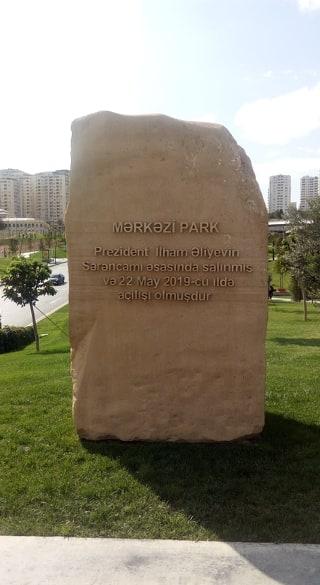 MƏRKƏZİ PARK
Prezident İlham Əliyevin
Sərəncamı əsasında salınmış
və 22 May 2019-cu ildə
açılışı olmuşdur